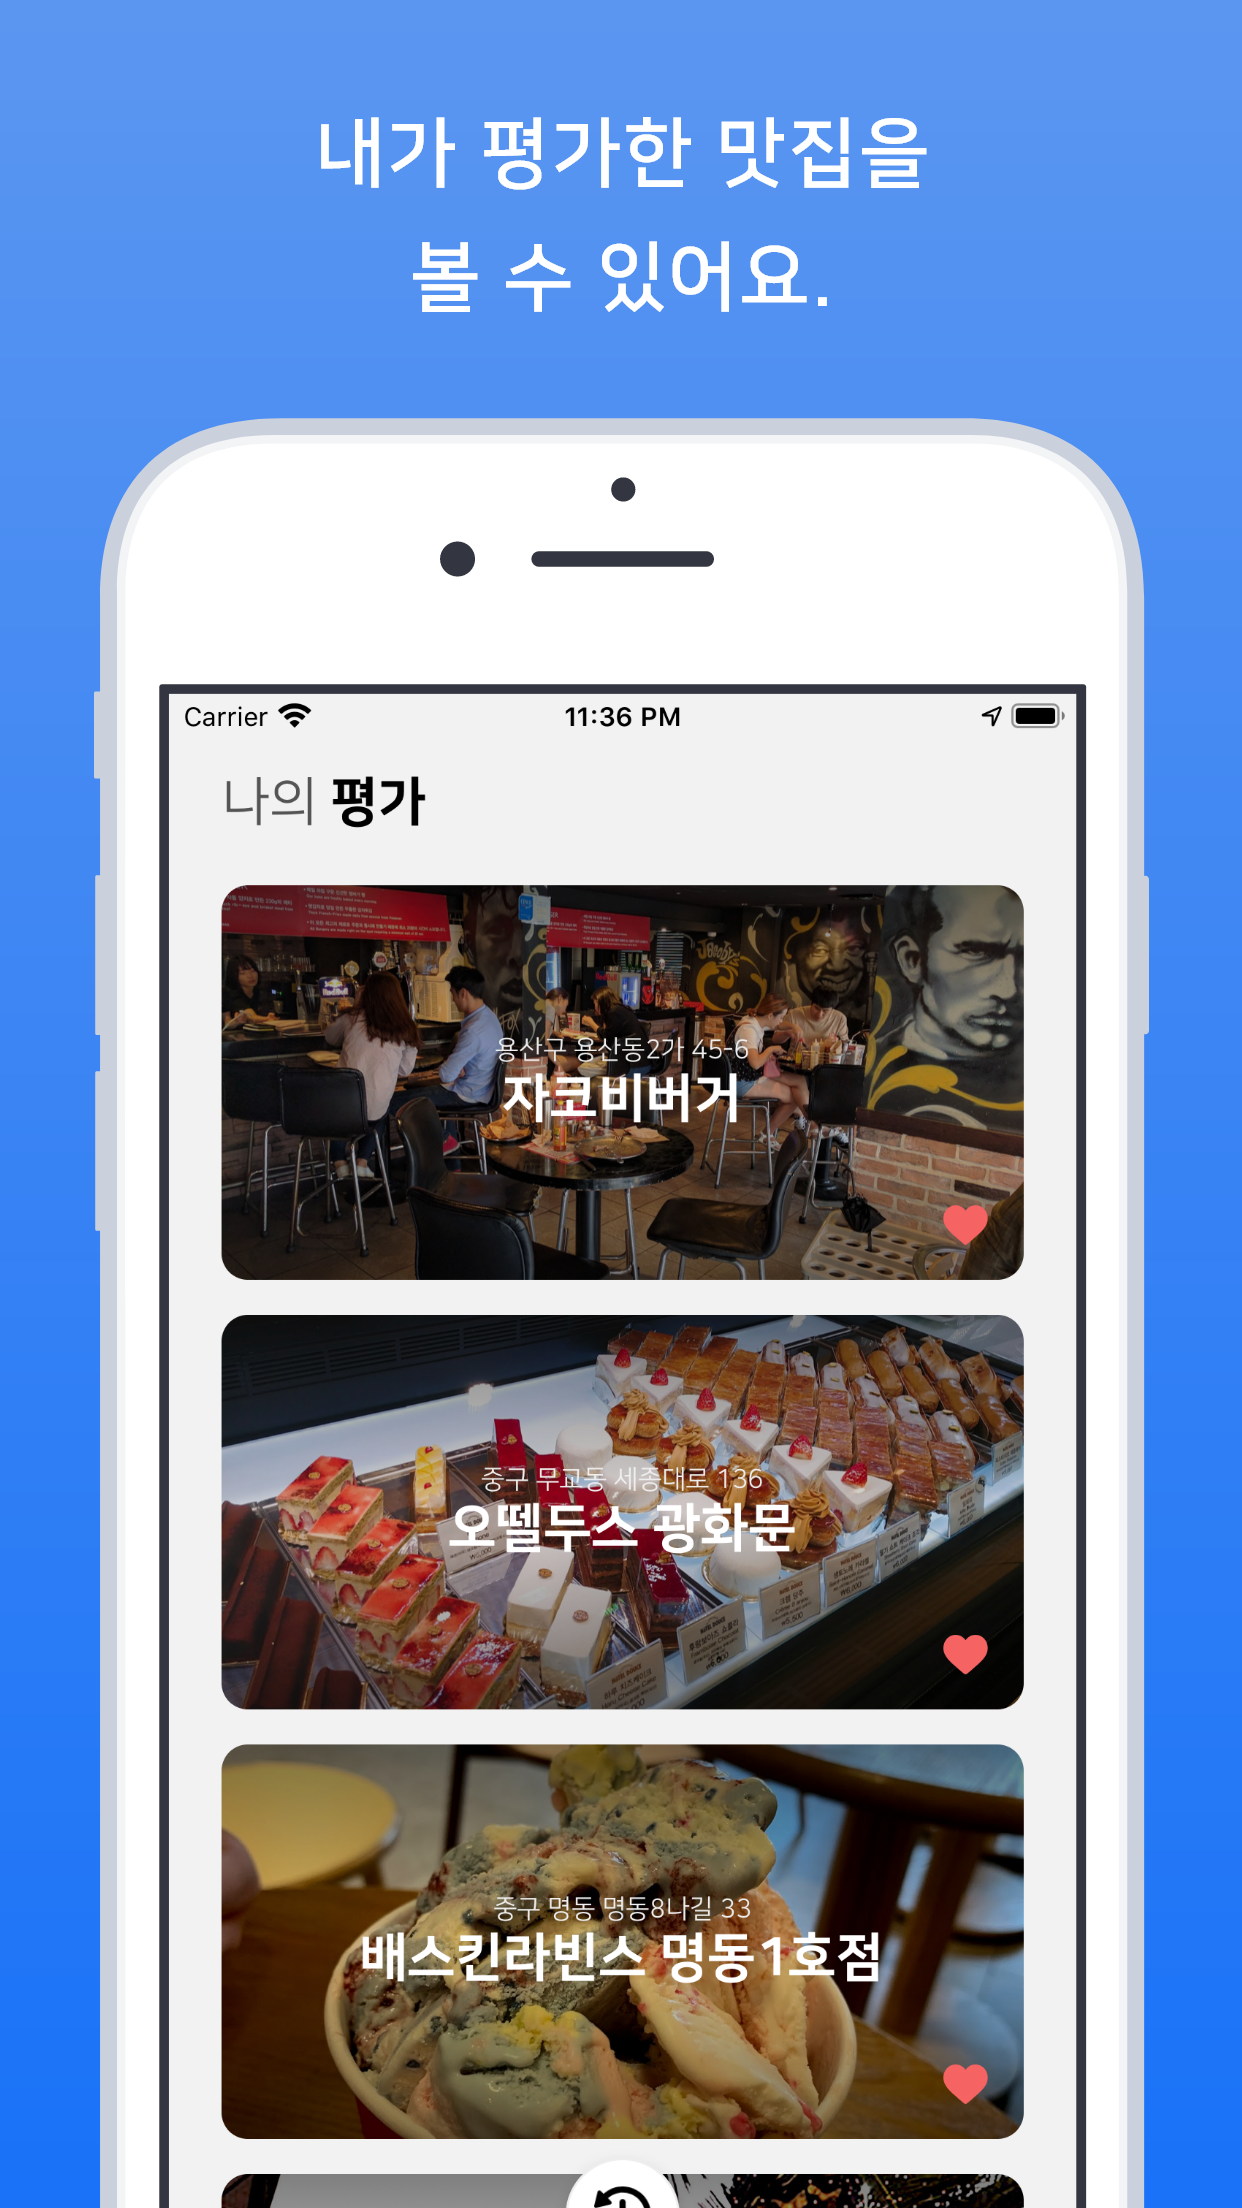 내가 평가한 맛집을
볼 수 있어요.
Carrier
11:36 PM
나의 평가
용산구 용산동2가 45-6
자코비버거
중구 무교동 세종대로 136
오뗄두스 광화문
중구 명동 명동8나길 33
배스킨라빈스 명동1호점